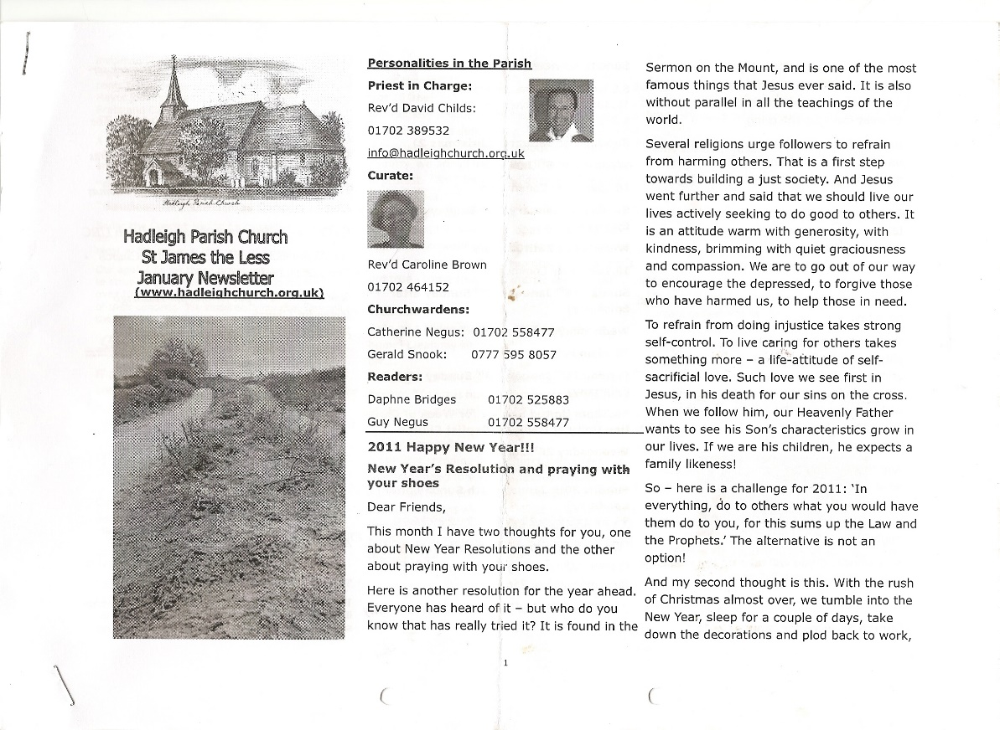 Hadleigh Parish Church
Hadleigh Parish Church
St James the Less
January Newsletter
(www.hadleighchurch.org.uk)
Personalities in the Parish
Priest in Charge:
Rev'd David Childs:
01702 389532
info@hadleighchurch.org.uk
Curate:
Rev'd Caroline Brown
01702 464152
Churchwardens:
Catherine Negus: 01702 558477
Gerald Snook: 0777 595 8057
Readers:
Daphne Bridges 01702 525883
Guy Negus 01702 558477
2011 Happy New Year!!!
New Year's Resolution and praying with
your shoes
Dear Friends,
This month I have two thoughts for you, one
about New Year Resolutions and the other
about praying with your shoes.
Here is another resolution for the year ahead.
Everyone has heard of it – but who do you
know that has really tried it? It is found in the
Sermon on the Mount, and is one of the most
famous things that Jesus ever said. It is also
without parallel in all the teachings of the
world.
Several religions urge followers to refrain
from harming others. That is a first step
towards building a just society. And Jesus
went further and said that we should live our
lives actively seeking to do good to others. It
is an attitude warm with generosity, with
kindness, brimming with quiet graciousness
and compassion. We are to go out of our way
to encourage the depressed, to forgive those
who have harmed us, to help those in need.
To refrain from doing injustice takes strong
self-control. To live caring for others takes
something more – a life-attitude of self-
sacrificial love. Such love we see first in
Jesus, in his death for our sins on the cross.
When we follow him, our Heavenly Father
wants to see his Son's characteristics grow in
our lives. If we are his children, he expects a
family likeness!
So – here is a challenge for 2011: 'In
everything, do to others what you would have
them do to you, for this sums up the Law and
the Prophets.' The alternative is not an
option!
And my second thought is this. With the rush
of Christmas almost over, we tumble into the
New Year, sleep for a couple of days, take
down the decorations and plod back to work,
1